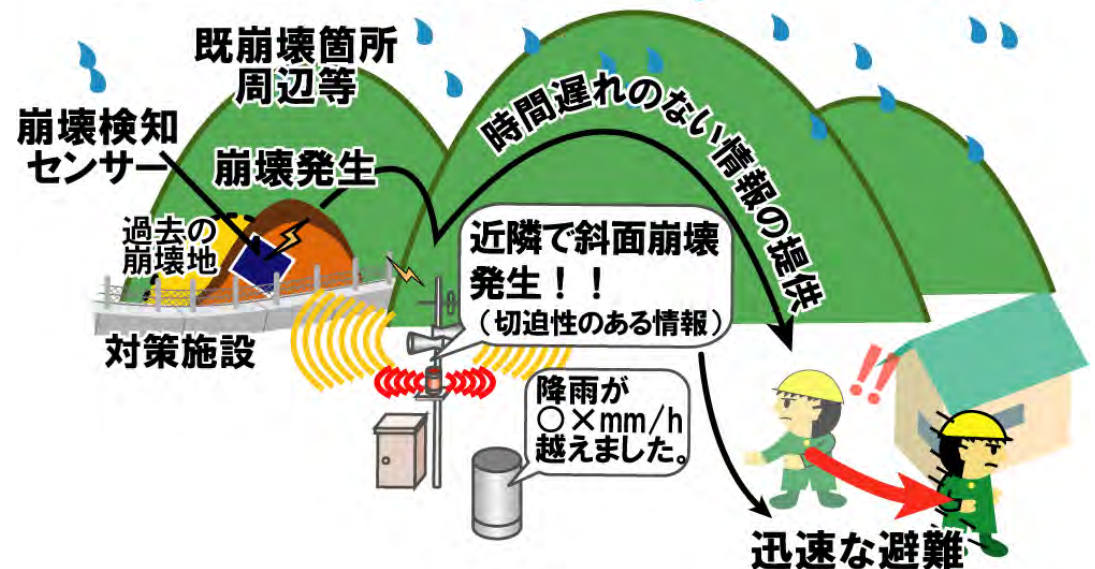 既崩壊箇所
周辺等
崩壊検知
センサー
崩壊発生
過去の
崩壊地
対策施設
時間遅れのない情報の提供
近隣で斜面崩壊
発生!!
(切迫性のある情報)
降雨が
○×mm/h
越えました。
!!
迅速な避難